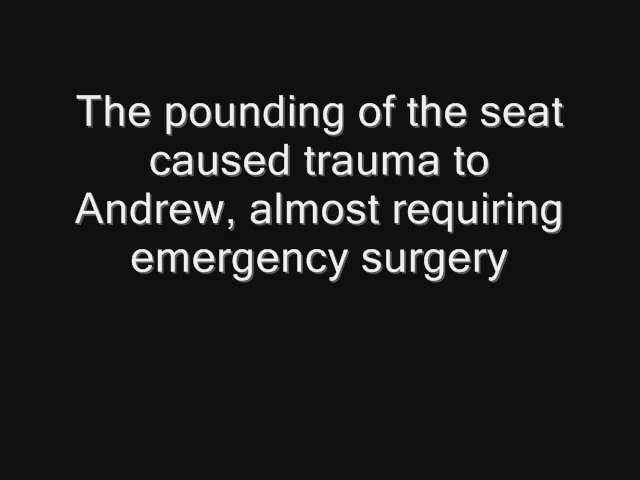 The pounding of the seat
caused trauma to
Andrew, almost requiring
emergency surgery